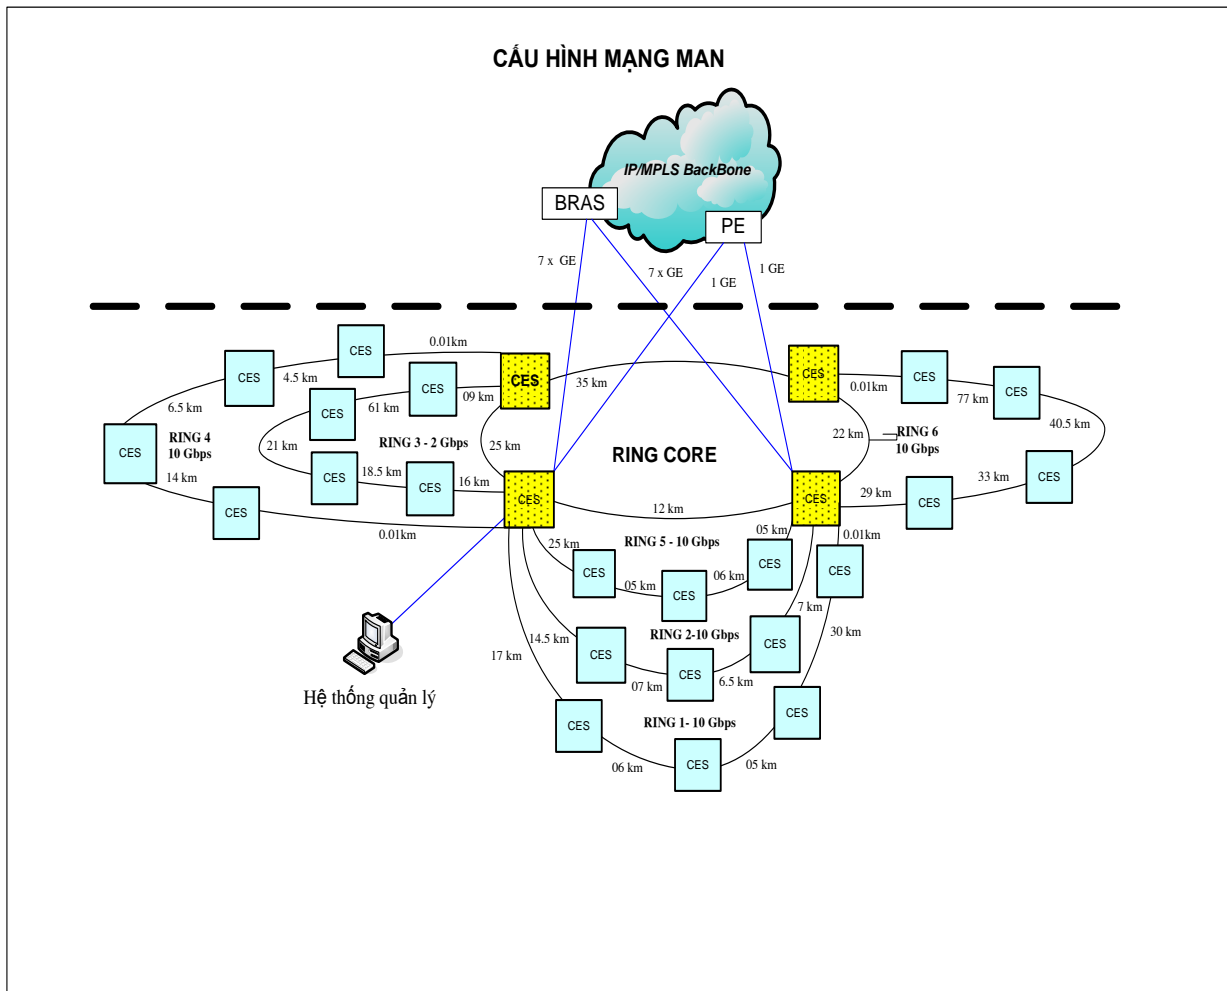 CẤU HÌNH MẠNG MAN
IP/MPLS BackBone
BRAS
PE
7 x GE
7 x GE
1 GE
1 GE
0.01km
CES
4.5 km
CES
6.5 km
CES
RING 4
10 Gbps
14 km
CES
0.01km
CES
09 km
CES
61 km
CES
21 km
RING 3 - 2 Gbps
CES
18.5 km
CES
16 km
25 km
35 km
CES
0.01km
CES
77 km
CES
40.5 km
22 km
RING 6
10 Gbps
33 km
CES
29 km
CES
RING CORE
CES
12 km
CES
25 km
RING 5 - 10 Gbps
05 km
0.01km
CES
05 km
CES
06 km
CES
CES
14.5 km
RING 2-10 Gbps
7 km
30 km
17 km
CES
07 km
CES
6.5 km
CES
Hệ thống quản lý
CES
RING 1- 10 Gbps
CES
06 km
CES
05 km